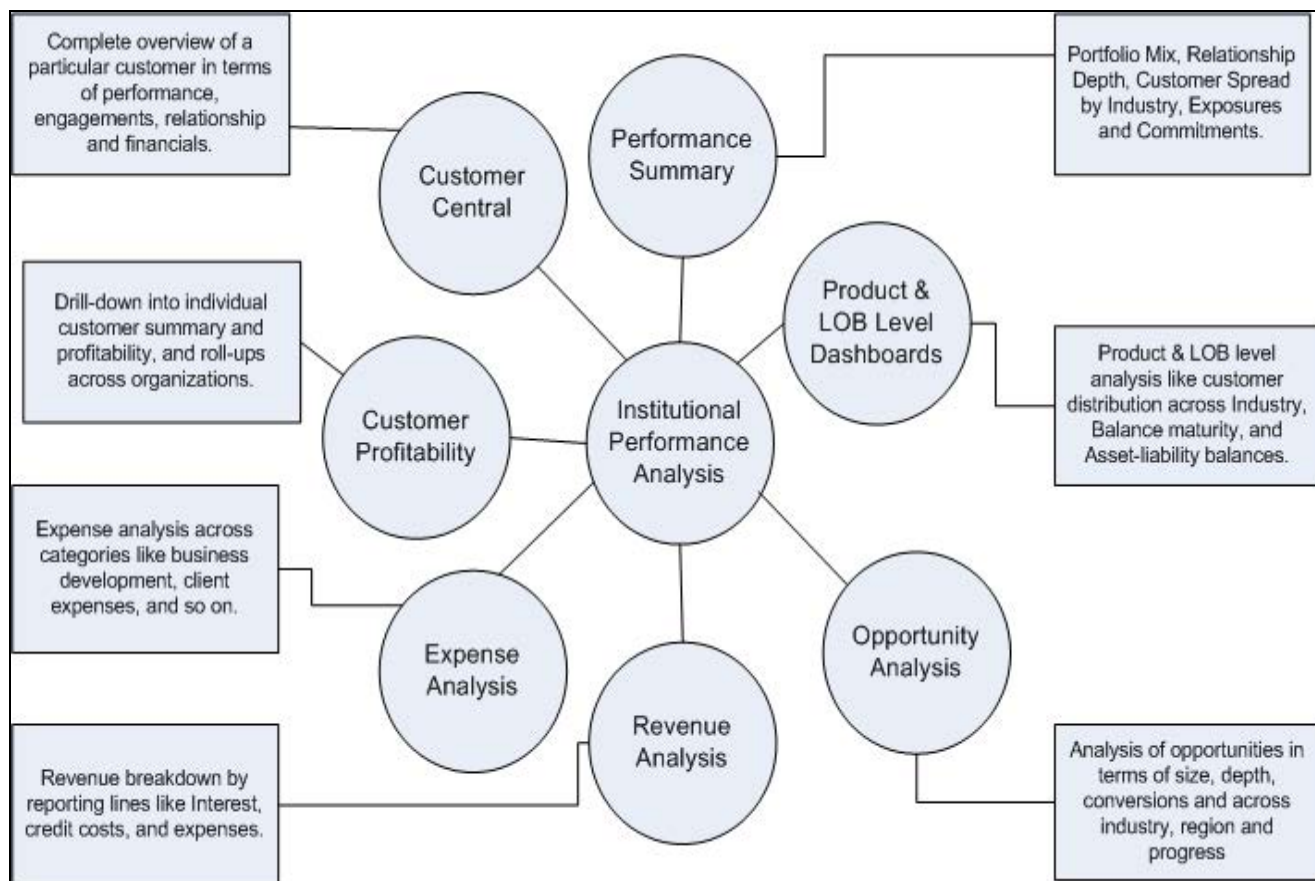 Complete overview of a
particular customer in terms
of performance,
engagements, relationship
and financials.
Customer
Central
Performance
Summary
Portfolio Mix, Relationship
Depth, Customer Spread
by Industry, Exposures
and Commitments.
Drill-down into individual
customer summary and
profitability, and roll-ups
across organizations.
Customer
Profitability
Institutional
Performance
Analysis
Product &
LOB Level
Dashboards
Product & LOB level
analysis like customer
distribution across Industry,
Balance maturity, and
Asset-liability balances.
Expense analysis across
categories like business
development, client
expenses, and so on.
Expense
Analysis
Opportunity
Analysis
Revenue breakdown by
reporting lines like Interest,
credit costs, and expenses.
Revenue
Analysis
Analysis of opportunities in
terms of size, depth,
conversions and across
industry, region and
progress